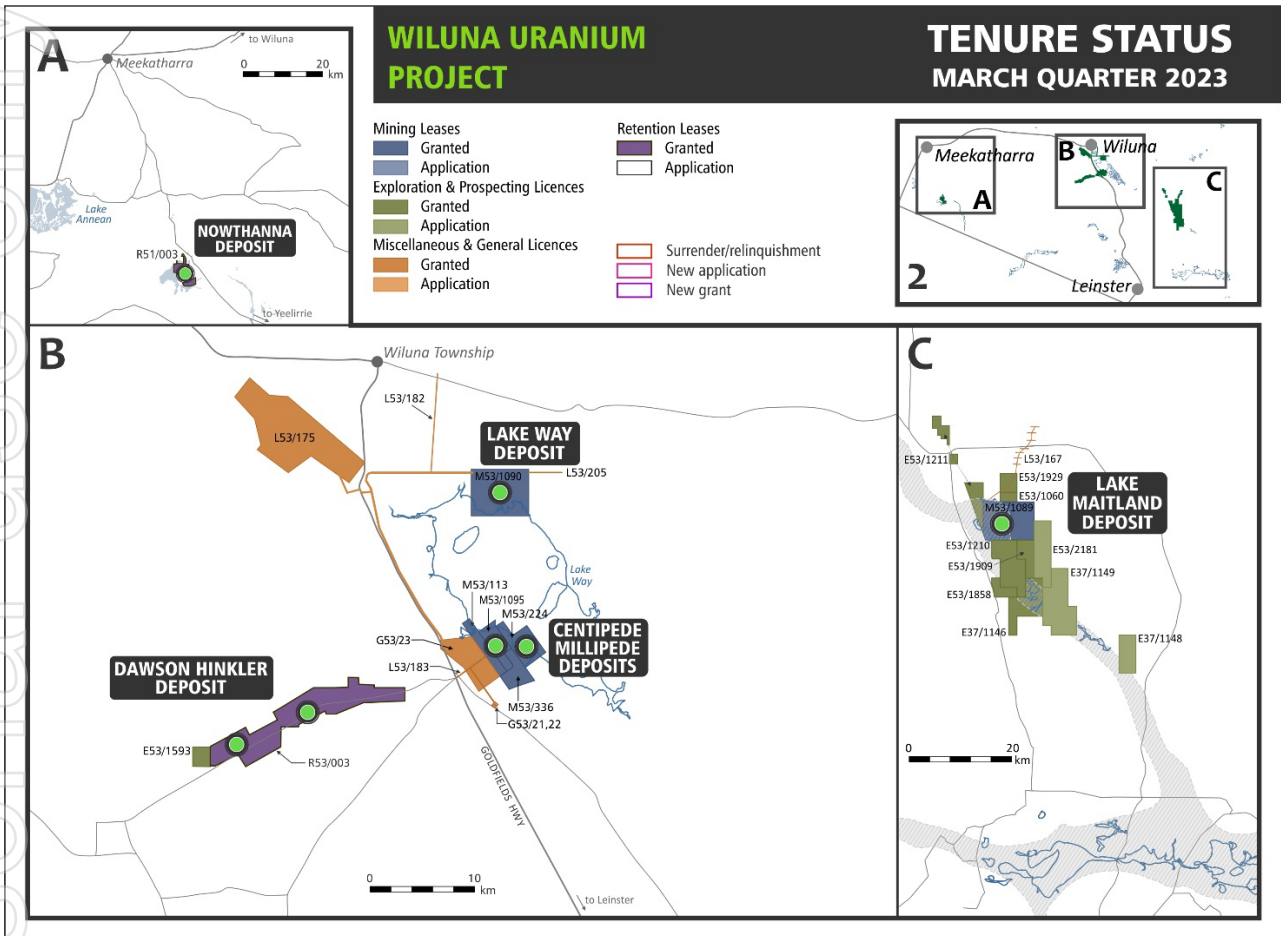 WILUNA URANIUM
PROJECT
TENURE STATUS
MARCH QUARTER 2023
A
to Wiluna
Meekatharra
0 20
km
Lake
Annean
NOWTHANNA
DEPOSIT
R51/003
to Yeelirrie
Mining Leases
Granted
Application
Exploration & Prospecting Licences
Granted
Application
Miscellaneous & General Licences
Granted
Application
Retention Leases
Granted
Application
Surrender/relinquishment
New application
New grant
Meekatharra
A
B
Wiluna
C
2
Leinster
B
Wiluna Township
L53/182
L53/175
LAKE WAY
DEPOSIT
M53/1090
L53/205
Lake
Way
M53/113
M53/1095
M53/224
G53/23
CENTIPEDE
MILLIPEDE
DEPOSITS
L53/183
M53/336
G53/21,22
DAWSON HINKLER
DEPOSIT
E53/1593
R53/003
GOLDFIELDS HWY
0 10
km
to Leinster
C
E53/1211
L53/167
E53/1929
E53/1060
LAKE
MAITLAND
DEPOSIT
M53/1089
E53/1210
E53/2181
E53/1909
E37/1149
E53/1858
E37/1146
E37/1148
0 20
km